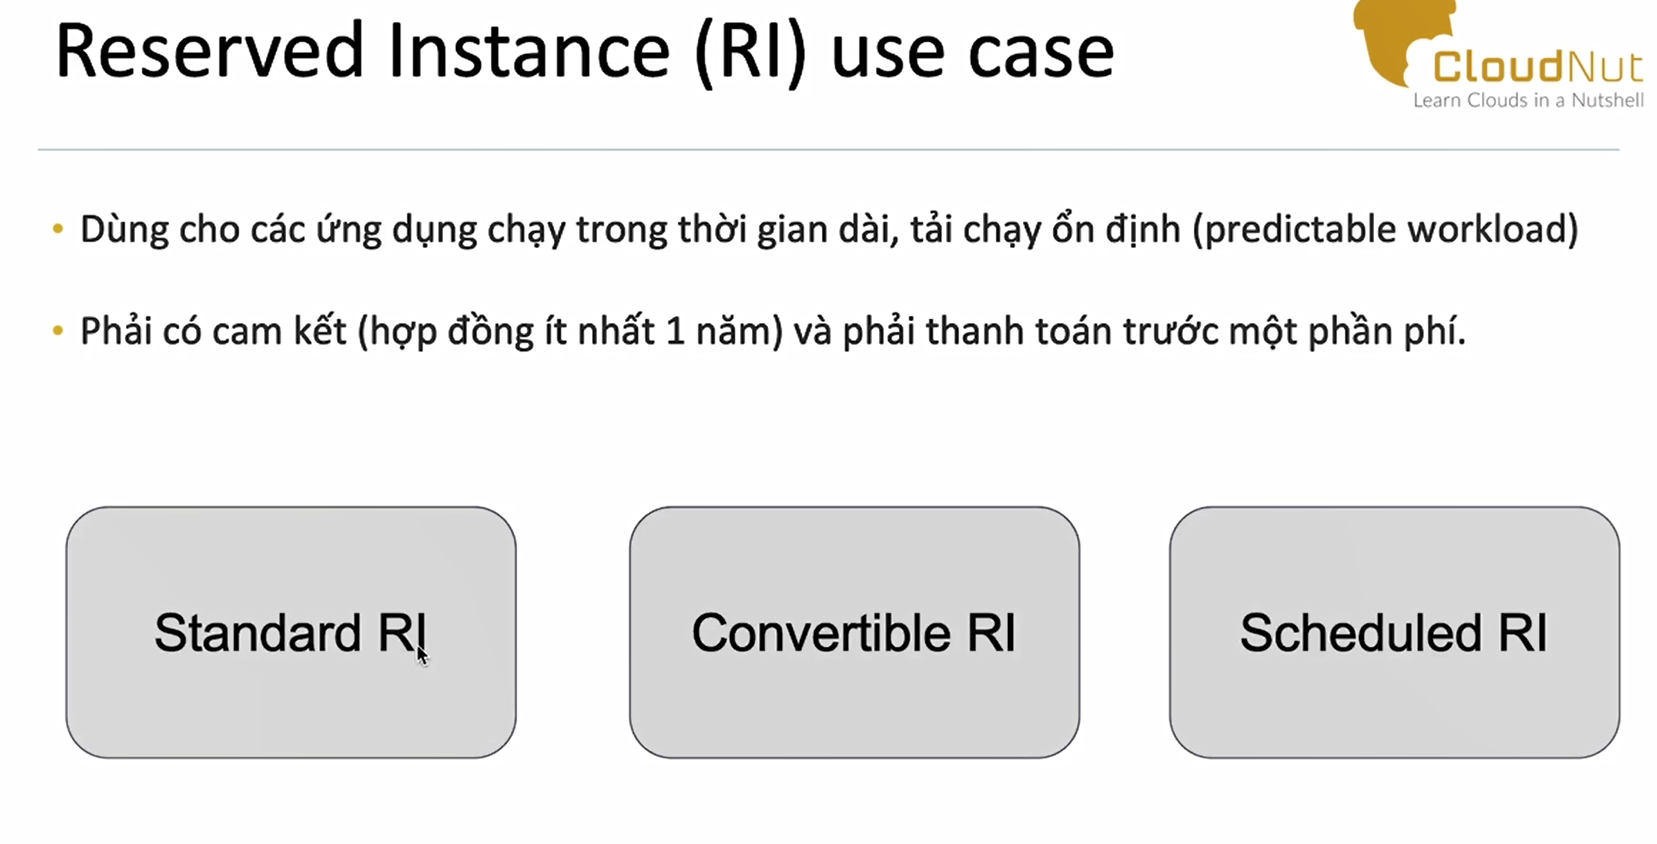 Reserved Instance (RI) use case
CloudNut
Learn Clouds in a Nutshell
• Dùng cho các ứng dụng chạy trong thời gian dài, tải chạy ổn định (predictable workload)
• Phải có cam kết (hợp đồng ít nhất 1 năm) và phải thanh toán trước một phần phí.
Standard RI
Convertible RI
Scheduled RI